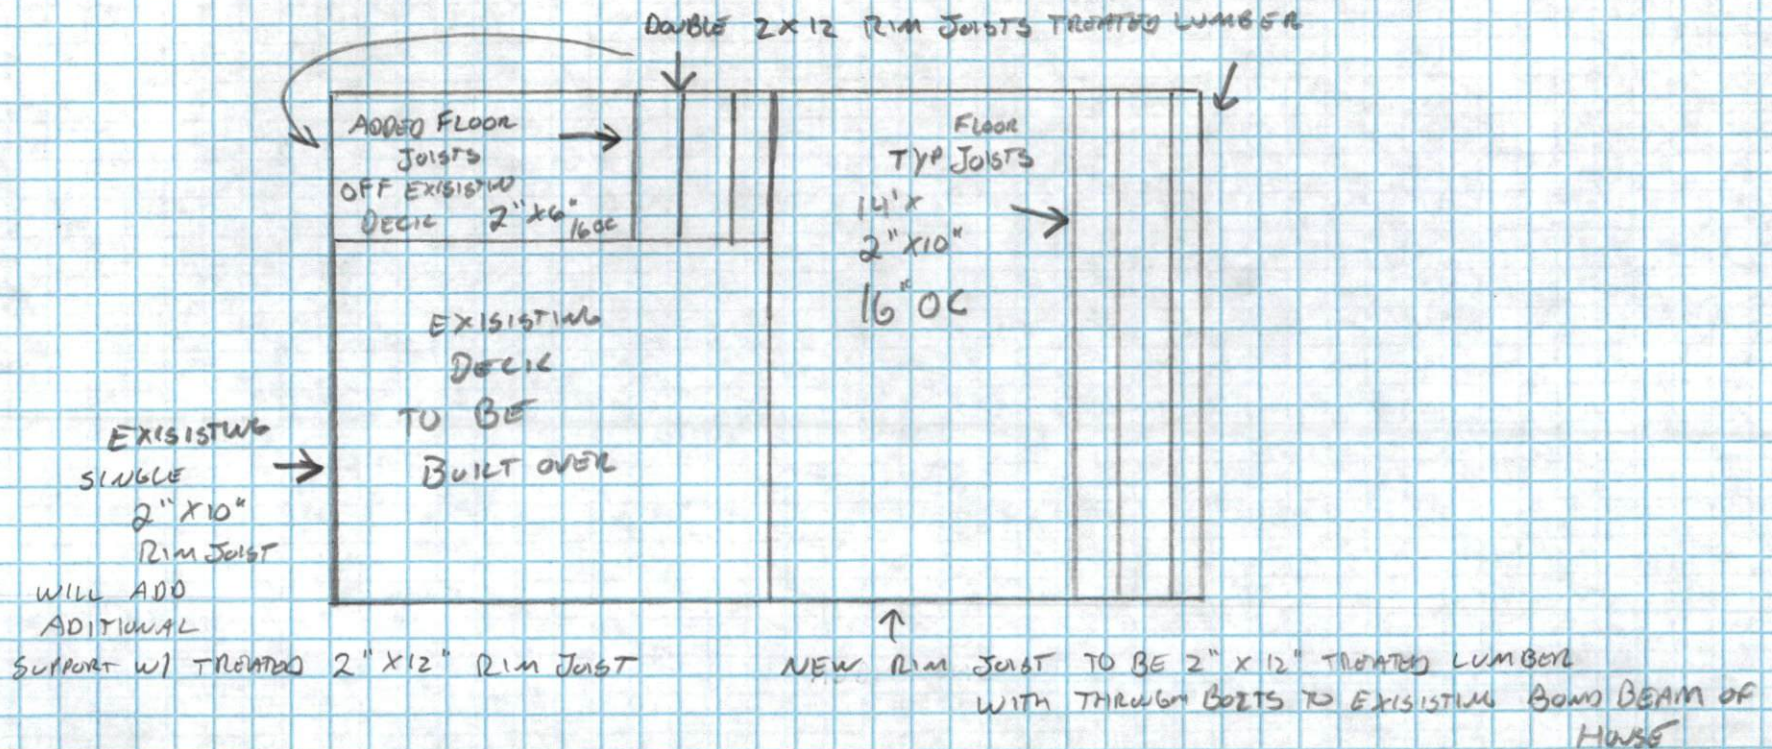 DOUBLE 2X12 RIM JOISTS TREATED LUMBER
ADDED FLOOR
JOISTS
OFF EXISISTING
DECK 2"X6" 16 OC
FLOOR
TYP JOISTS
14'X
2"X10"
16" OC
EXISISTING
DECK
TO BE
BUILT OVER
EXISISTING
SINGLE
2"X10"
RIM JOIST
WILL ADD
ADITIONAL
SUPPORT W/ TREATED 2"X12" RIM JOIST
NEW RIM JOIST TO BE 2" X 12" TREATED LUMBER
WITH THROUGH BOLTS TO EXISISTING BOND BEAM OF
HOUSE